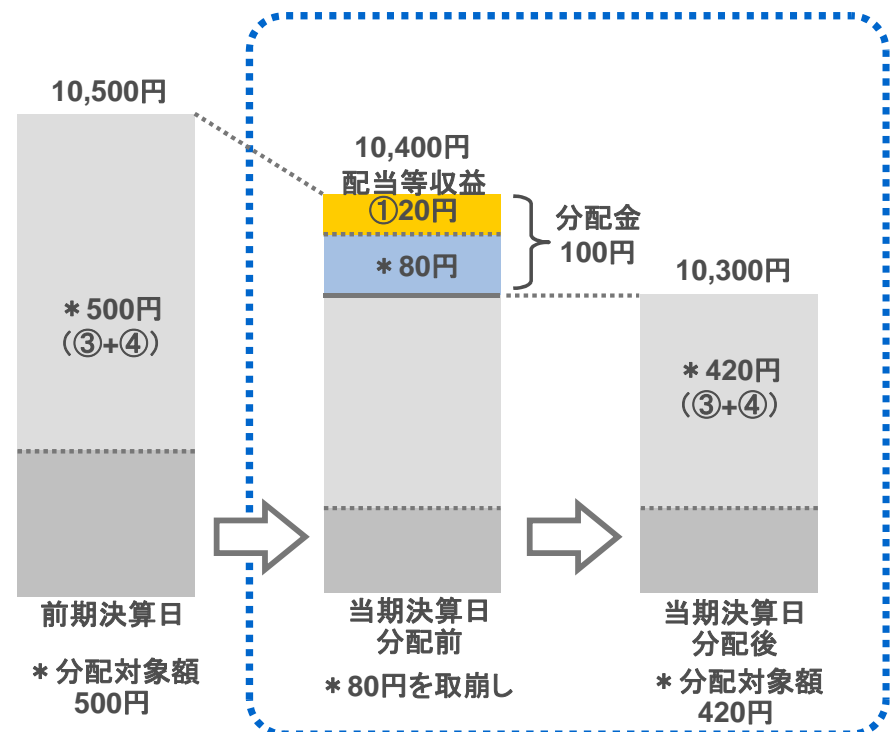 10,500円
＊500円
（③+④）
前期決算日
＊分配対象額
500円
10,400円
配当等収益
①20円
＊80円
分配金
100円
当期決算日
分配前
＊80円を取崩し
10,300円
＊420円
（③+④）
当期決算日
分配後
＊分配対象額
420円